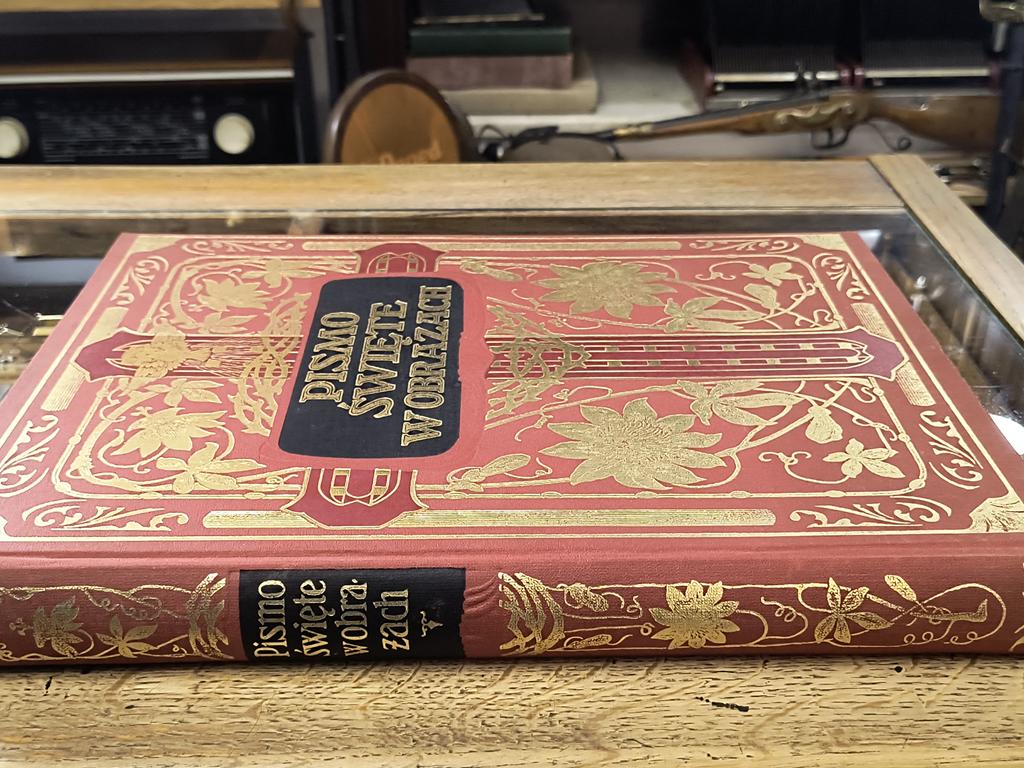 PISMO
ŚWIĘTE
W OBRAZACH
Pismo
święte
w obra-
zach